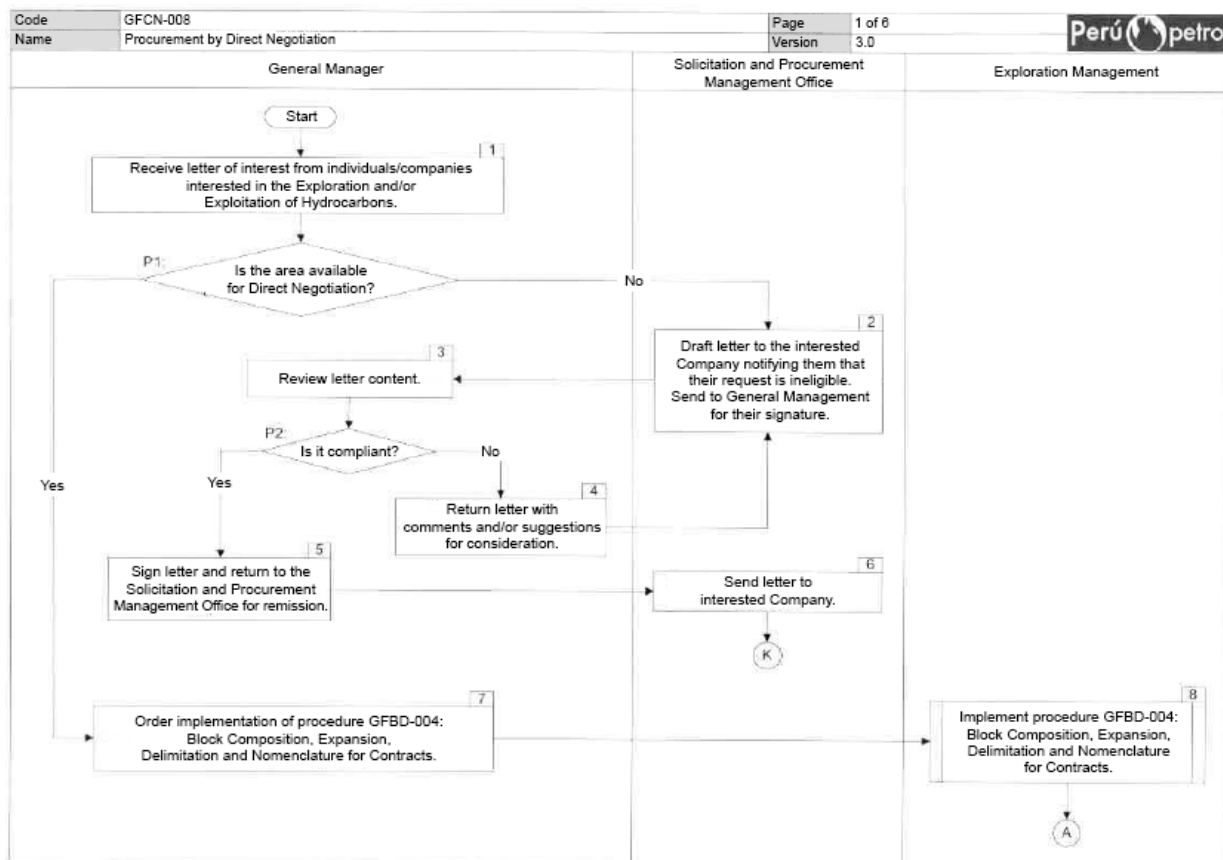 Code GFCN-008 Page 1 of 6
Name Procurement by Direct Negotiation Version 3.0
Perú petro
General Manager
Solicitation and Procurement
Management Office
Exploration Management
Start
1
Receive letter of interest from individuals/companies
interested in the Exploration and/or
Exploitation of Hydrocarbons.
P1:
Is the area available
for Direct Negotiation?
No
2
Draft letter to the interested
Company notifying them that
their request is ineligible.
Send to General Management
for their signature.
3
Review letter content.
P2:
Is it compliant?
No
Yes
Yes
4
Return letter with
comments and/or suggestions
for consideration.
5
Sign letter and return to the
Solicitation and Procurement
Management Office for remission.
6
Send letter to
interested Company.
K
7
Order implementation of procedure GFBD-004:
Block Composition, Expansion,
Delimitation and Nomenclature for Contracts.
8
Implement procedure GFBD-004:
Block Composition, Expansion,
Delimitation and Nomenclature
for Contracts.
A